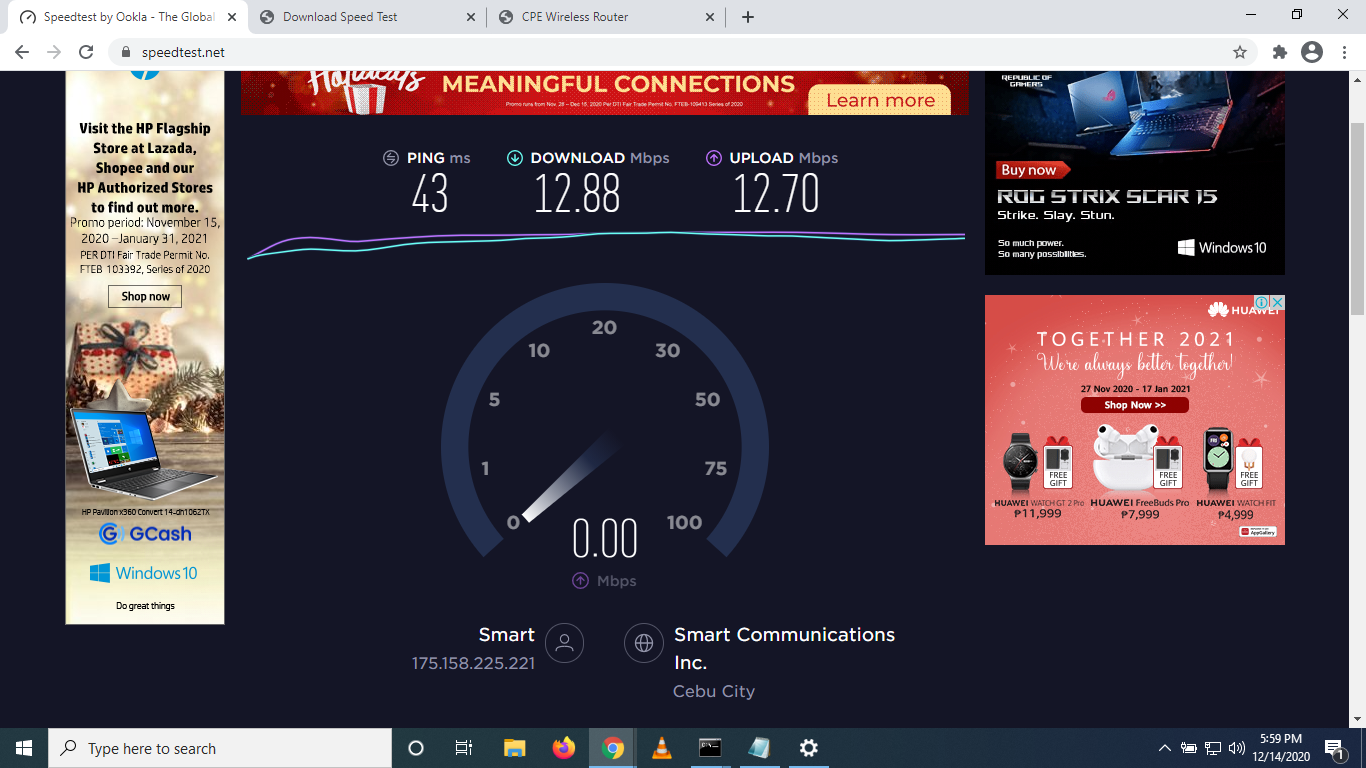 Speedtest by Ookla - The Global
Download Speed Test
CPE Wireless Router
speedtest.net
Visit the HP Flagship
Store at Lazada,
Shopee and our
HP Authorized Stores
to find out more.
Promo period: November 15,
2020 –January 31, 2021
PER DTI Fair Trade Permit No.
FTEB 103392, Series of 2020
Shop now
HP Pavilion x360 Convert 14-dh1062TX
GCash
Windows 10
Do great things
Holidays
MEANINGFUL CONNECTIONS
Promo runs from Nov. 28 – Dec 15, 2020 Per DTI Fair Trade Permit No. FTEB-109413 Series of 2020
Learn more
PING ms
DOWNLOAD Mbps
UPLOAD Mbps
43
12.88
12.70
20
10
30
5
50
1
75
0
100
0.00
Mbps
Smart
175.158.225.221
Smart Communications
Inc.
Cebu City
REPUBLIC OF
GAMERS
Buy now
ROG STRIX SCAR 15
Strike. Slay. Stun.
So much power.
So many possibilities.
Windows 10
HUAWEI
TOGETHER 2021
We're always better together!
27 Nov 2020 - 17 Jan 2021
Shop Now >>
FREE
GIFT
FREE
GIFT
FREE
GIFT
HUAWEI WATCH GT 2 Pro
₱11,999
HUAWEI FreeBuds Pro
₱7,999
HUAWEI WATCH FIT
₱4,999
AppGallery
Type here to search
5:59 PM
12/14/2020
1